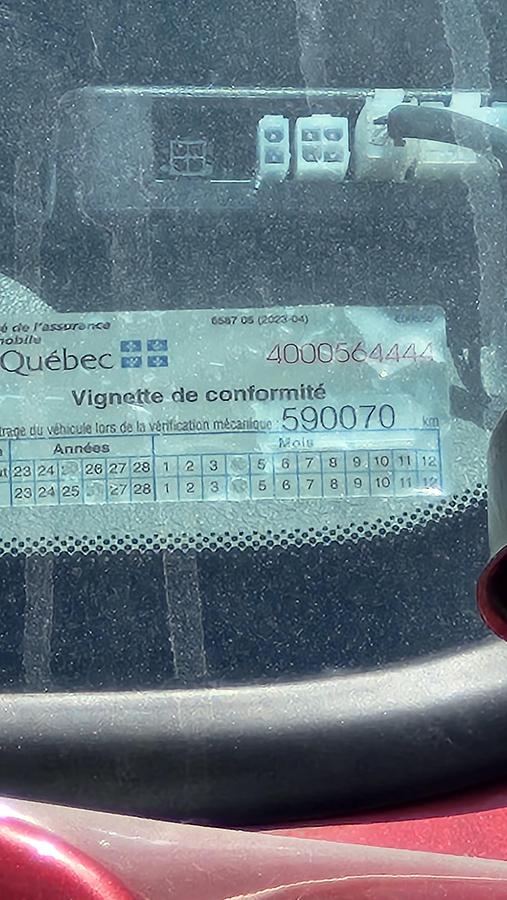 é de l'assurance
6587 05 (2023-04)
mobile
Québec
4000564444
Vignette de conformité
trage du véhicule lors de la vérification mécanique : 590070 km
Années Mois
ut 23 24 26 27 28 1 2 3 5 6 7 8 9 10 11 12
23 24 25 27 28 1 2 3 5 6 7 8 9 10 11 12